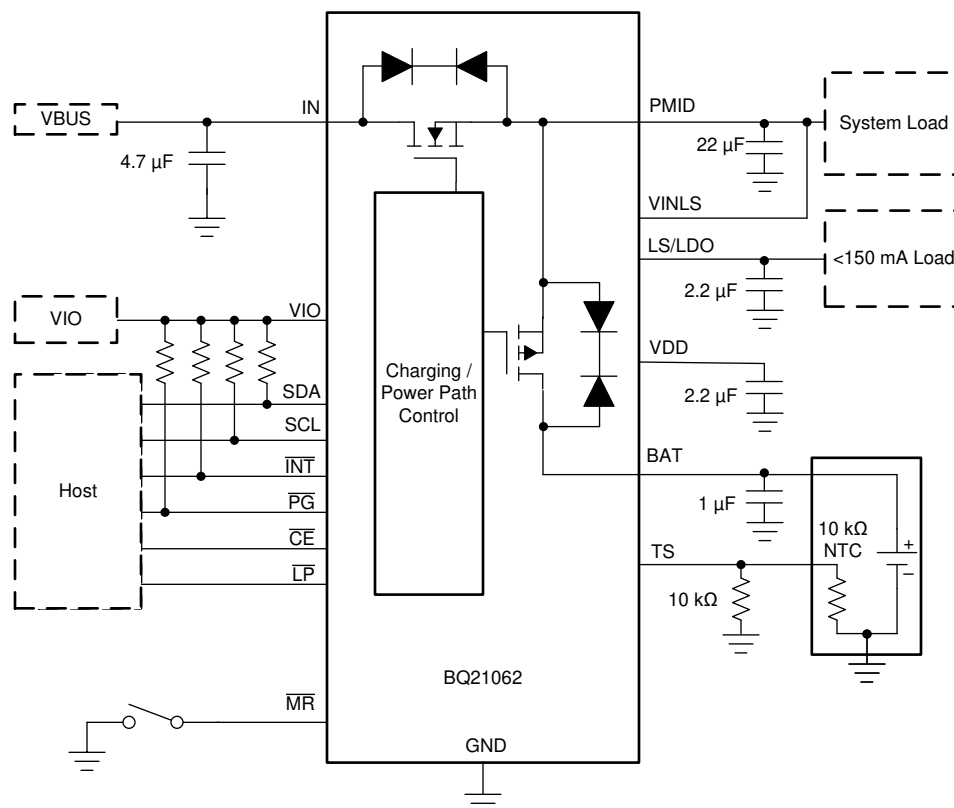 IN
PMID
VBUS
System Load
4.7 µF
22 µF
VINLS
LS/LDO
<150 mA Load
2.2 µF
VIO
VIO
VDD
Charging /
Power Path
Control
2.2 µF
SDA
SCL
BAT
INT
Host
1 µF
PG
10 kΩ
NTC
+
−
CE
TS
LP
10 kΩ
BQ21062
MR
GND